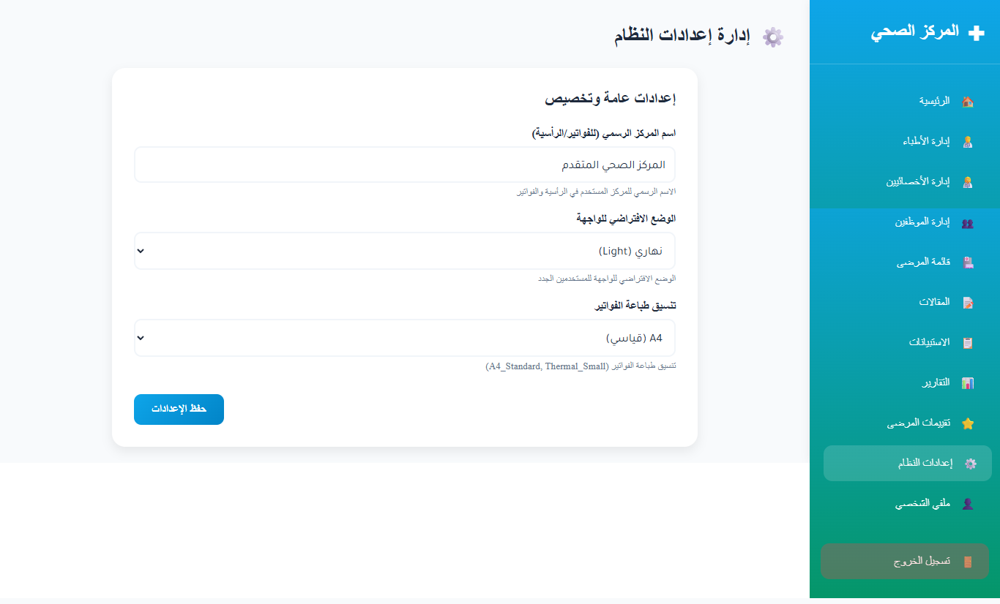 المركز الصحي
الرئيسية
إدارة الأطباء
إدارة الأخصائيين
إدارة الموظفين
قائمة المرضى
المقالات
الاستبيانات
التقارير
تقييمات المرضى
إعدادات النظام
ملفي الشخصي
تسجيل الخروج
إدارة إعدادات النظام
إعدادات عامة وتخصيص
اسم المركز الرسمي (للفواتير/الرأسية)
المركز الصحي المتقدم
الاسم الرسمي للمركز المستخدم في الرأسية والفواتير
الوضع الافتراضي للواجهة
نهاري (Light)
الوضع الافتراضي للواجهة للمستخدمين الجدد
تنسيق طباعة الفواتير
A4 (قياسي)
تنسيق طباعة الفواتير (A4_Standard, Thermal_Small)
حفظ الإعدادات